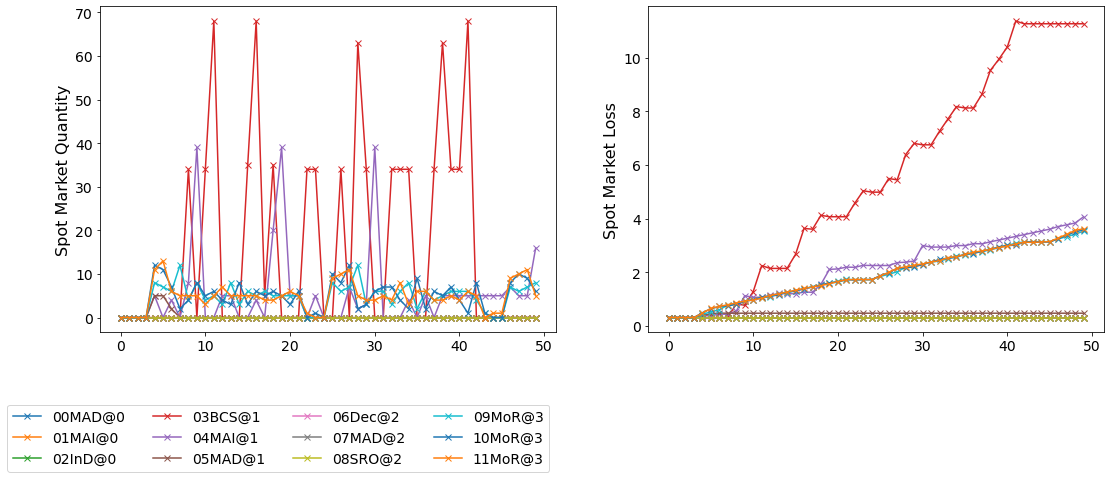 Spot Market Quantity
70
60
50
40
30
20
10
0
0 10 20 30 40 50
Spot Market Loss
10
8
6
4
2
0
0 10 20 30 40 50
00MAD@0 03BCS@1 06Dec@2 09MoR@3
01MAI@0 04MAI@1 07MAD@2 10MoR@3
02InD@0 05MAD@1 08SRO@2 11MoR@3